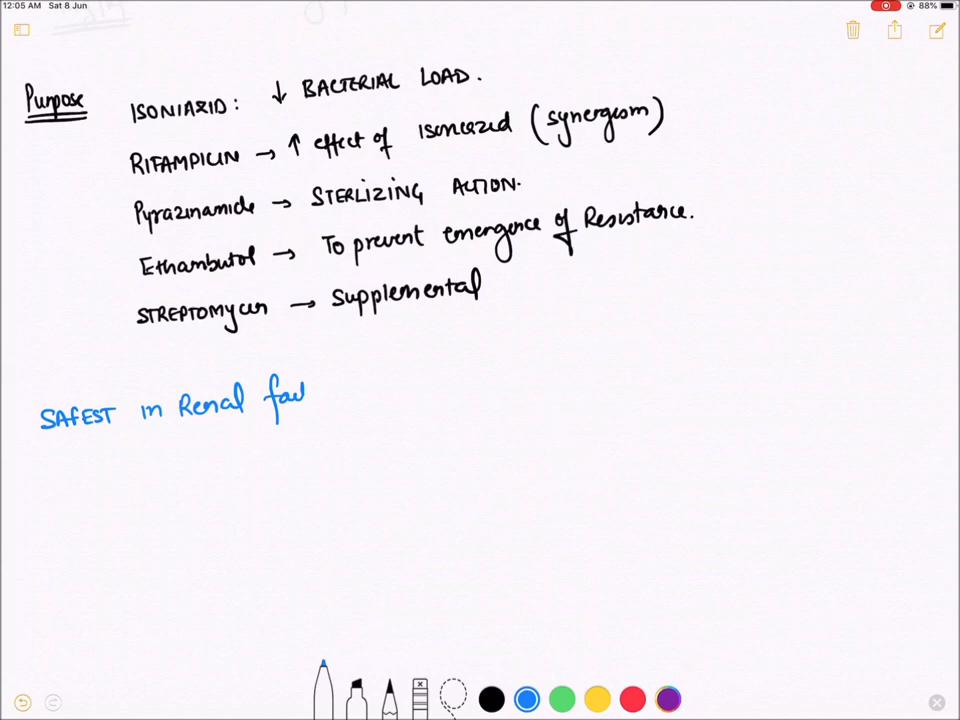 12:05 AM Sat 8 Jun 88%
Purpose
ISONIAZID: ↓ BACTERIAL LOAD.
RIFAMPICIN → ↑ effect of Isoniazid (synergism)
Pyrazinamide → STERLIZING ACTION.
Ethambutol → To prevent emergence of Resistance.
STREPTOMYCIN → Supplemental
SAFEST in Renal fai